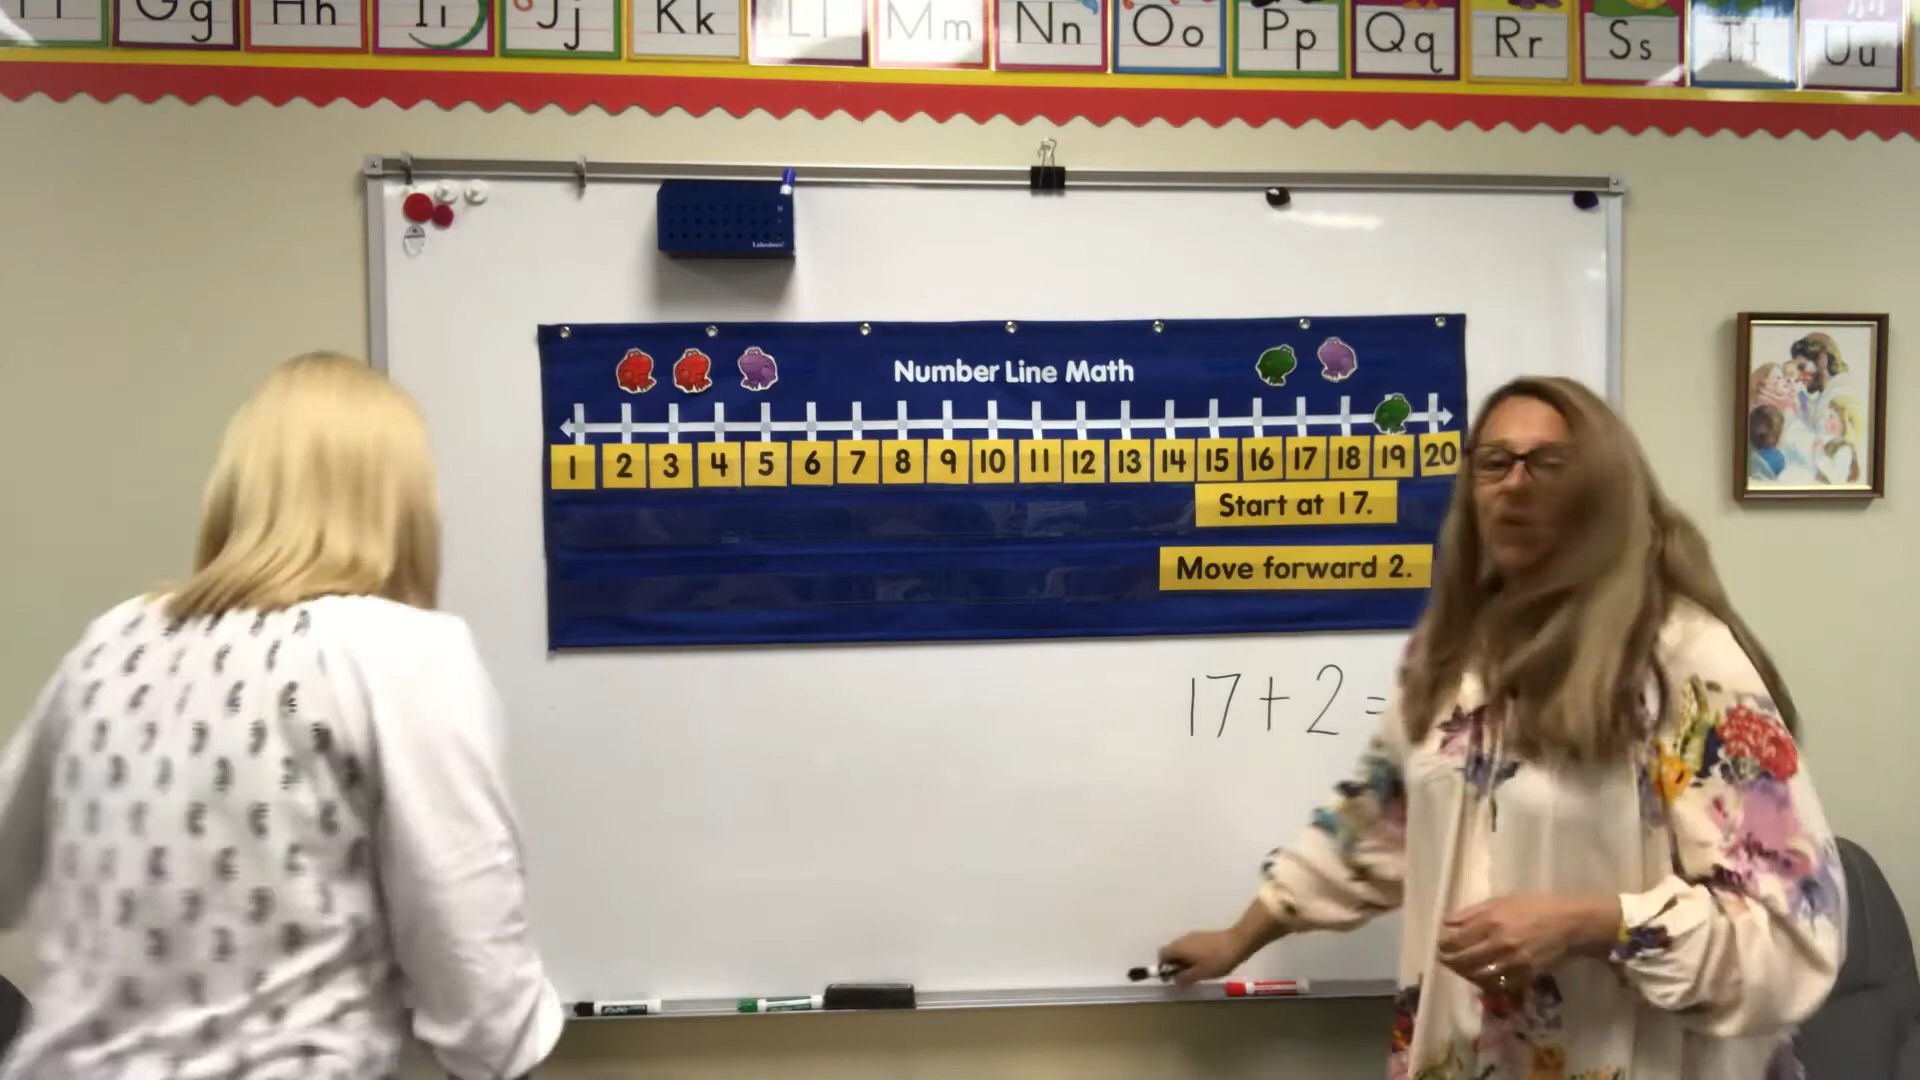 Gg Hh Ii Jj Kk Ll Mm Nn Oo Pp Qq Rr Ss Tt Uu
Lakeshore
Number Line Math
1 2 3 4 5 6 7 8 9 10 11 12 13 14 15 16 17 18 19 20
Start at 17.
Move forward 2.
17+2=
EXPO